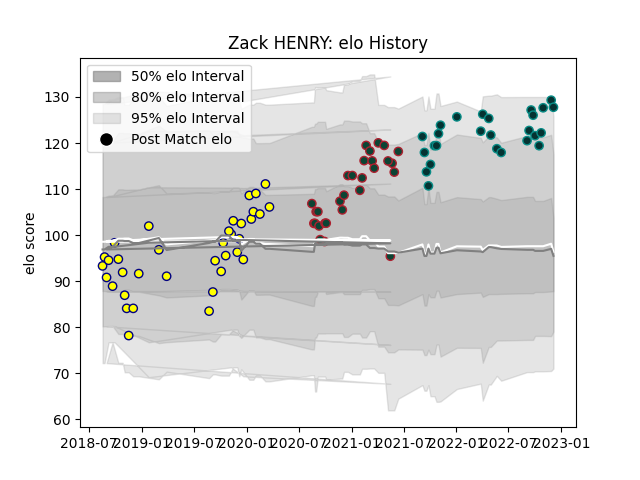 Zack HENRY: elo History
50% elo Interval
80% elo Interval
95% elo Interval
Post Match elo
elo score
130
120
110
100
90
80
70
60
2018-07 2019-01 2019-07 2020-01 2020-07 2021-01 2021-07 2022-01 2022-07 2023-01